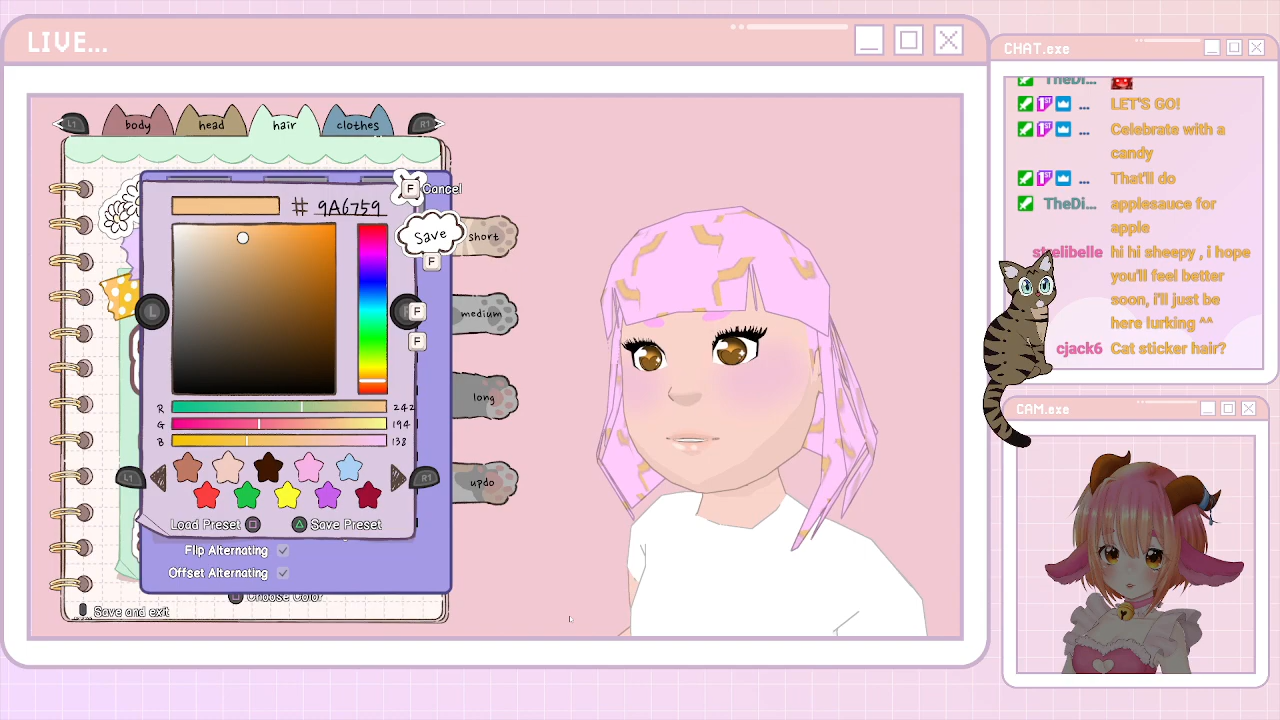 LIVE...
L1
body
head
hair
clothes
R1
F
Cancel
# 9A6759
Save
F
short
L
F
medium
F
long
R
242
G
194
B
138
L1
R1
updo
Load Preset
Save Preset
Flip Alternating
Offset Alternating
Choose Color
Save and exit
CHAT.exe
TheDi...
... LET'S GO!
... Celebrate with a
candy
... That'll do
TheDi... applesauce for
apple
strelibelle hi hi sheepy , i hope
you'll feel better
soon, i'll just be
here lurking ^^
cjack6 Cat sticker hair?
CAM.exe